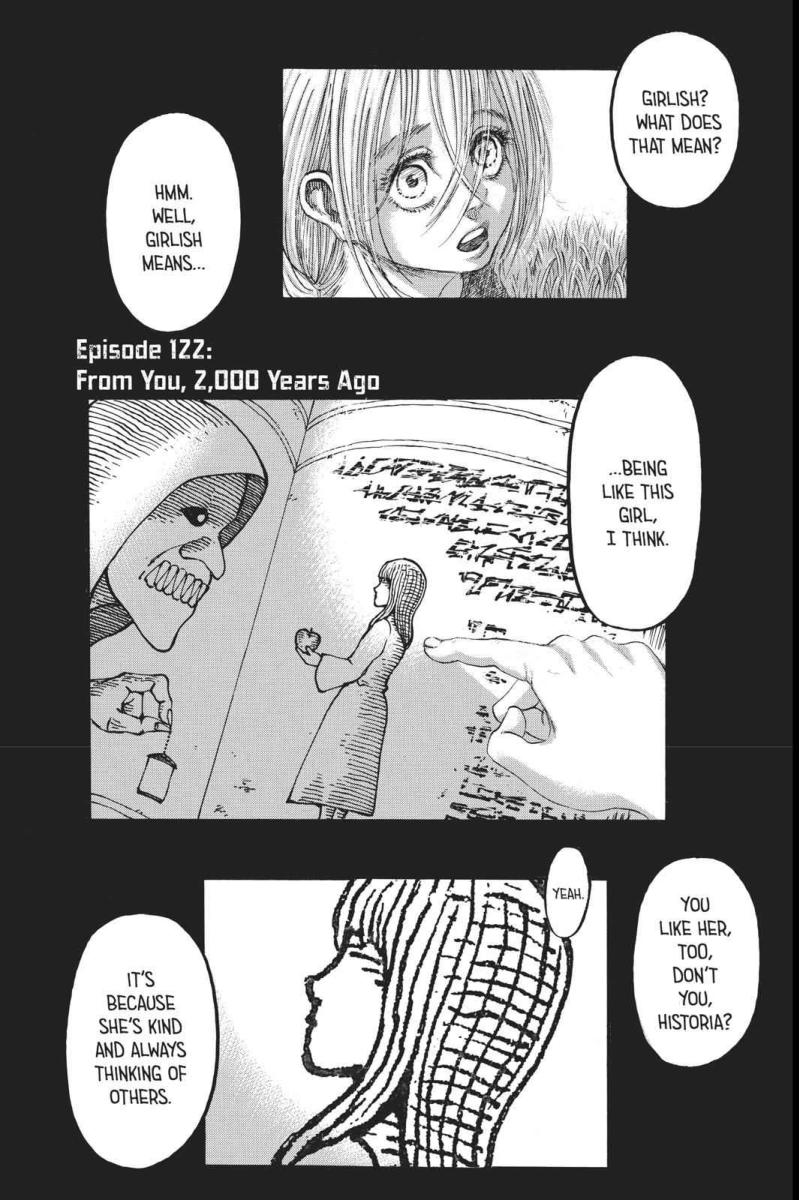 GIRLISH?
WHAT DOES
THAT MEAN?
HMM.
WELL,
GIRLISH
MEANS...
Episode 122:
From You, 2,000 Years Ago
...BEING
LIKE THIS
GIRL,
I THINK.
YOU
LIKE HER,
TOO,
DON'T
YOU,
HISTORIA?
YEAH.
IT'S
BECAUSE
SHE'S KIND
AND ALWAYS
THINKING OF
OTHERS.